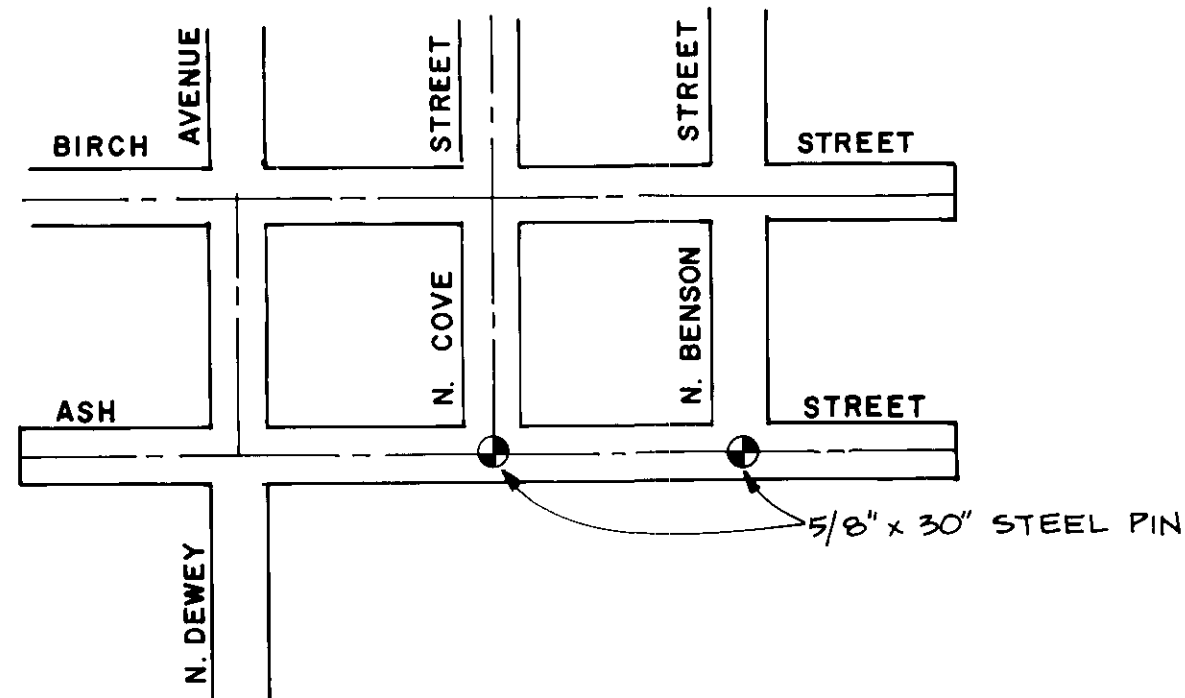 AVENUE
STREET
STREET
BIRCH
STREET
N. COVE
N. BENSON
ASH
STREET
5/8" x 30" STEEL PIN
N. DEWEY